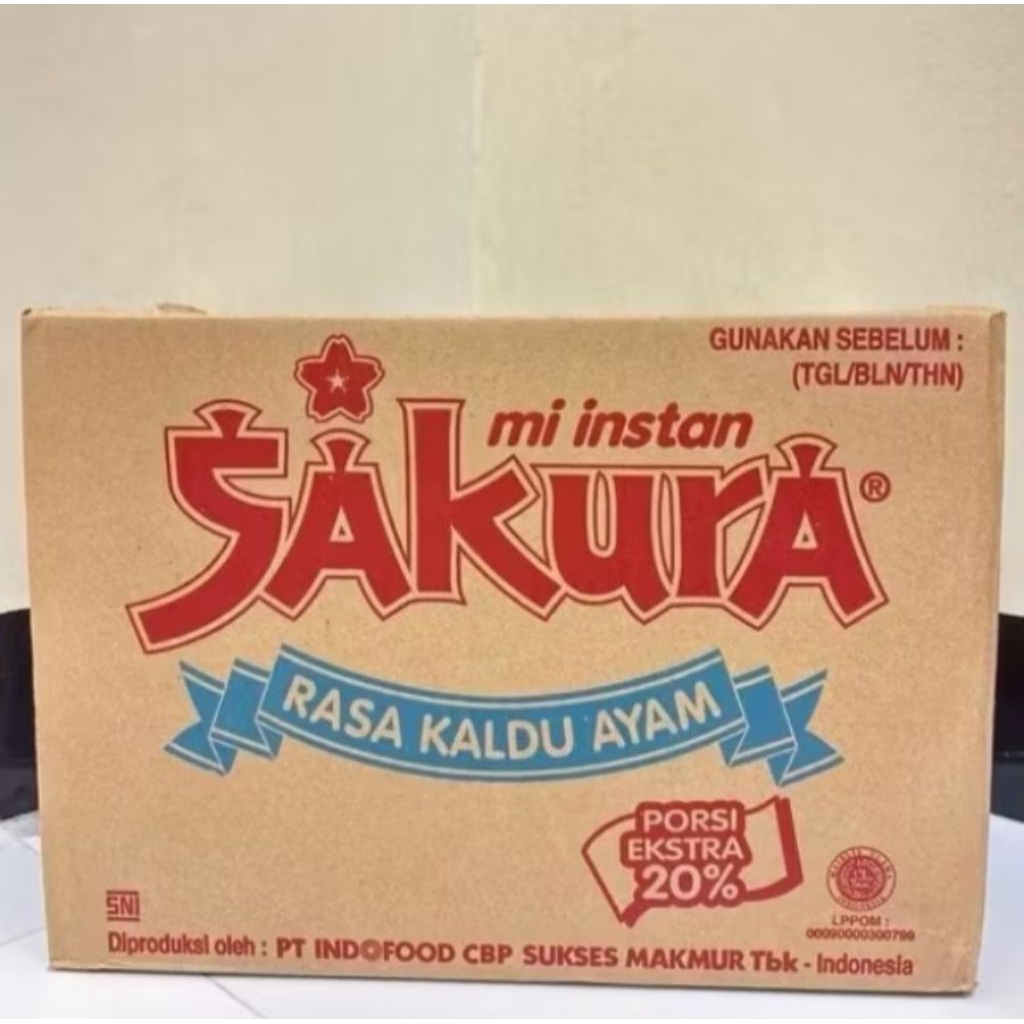 GUNAKAN SEBELUM :
(TGL/BLN/THN)
mi instan
SAkurA®
RASA KALDU AYAM
PORSI
EKSTRA
20%
SNI
LPPOM :
00090000300799
Diproduksi oleh : PT INDOFOOD CBP SUKSES MAKMUR Tbk - Indonesia